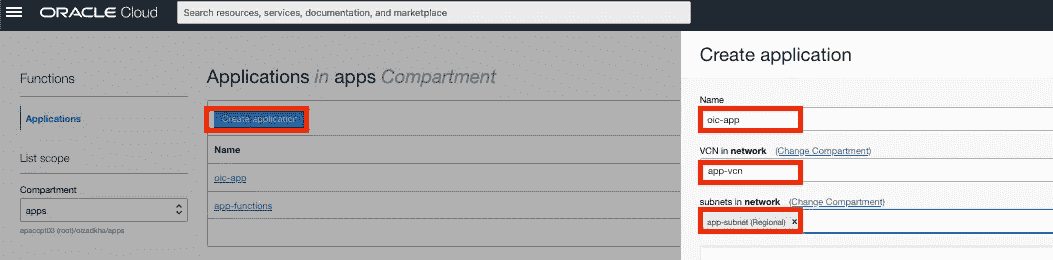 ORACLE Cloud
Search resources, services, documentation, and marketplace
Functions
Applications
List scope
Compartment
apps
apacopt03 (root)/oizadkha/apps
Applications in apps Compartment
Create application
Name
oic-app
app-functions
Create application
Name
oic-app
VCN in network (Change Compartment)
app-vcn
subnets in network (Change Compartment)
app-subnet (Regional) ×